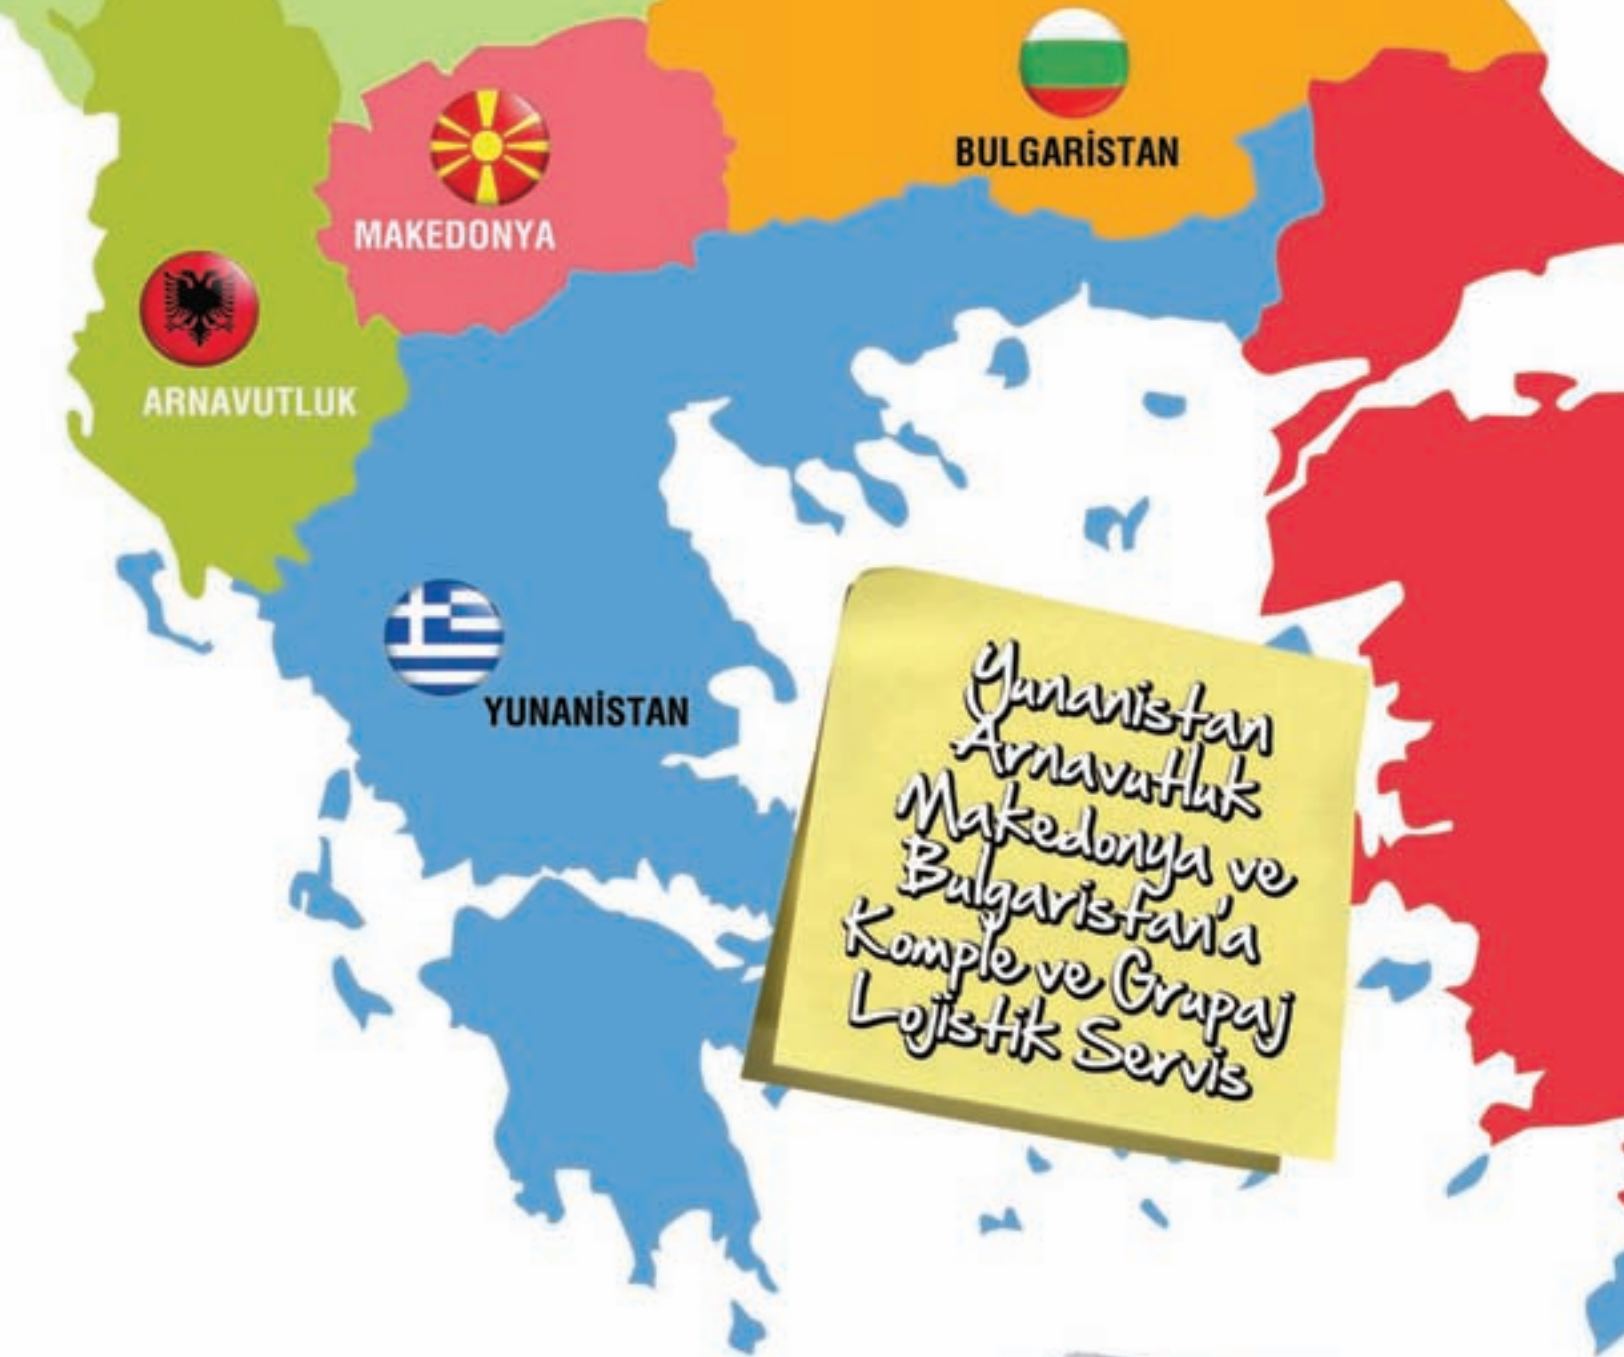 BULGARİSTAN
MAKEDONYA
ARNAVUTLUK
YUNANİSTAN
Yunanistan
Arnavutluk
Makedonya ve
Bulgaristan'a
Komple ve Grupaj
Lojistik Servis